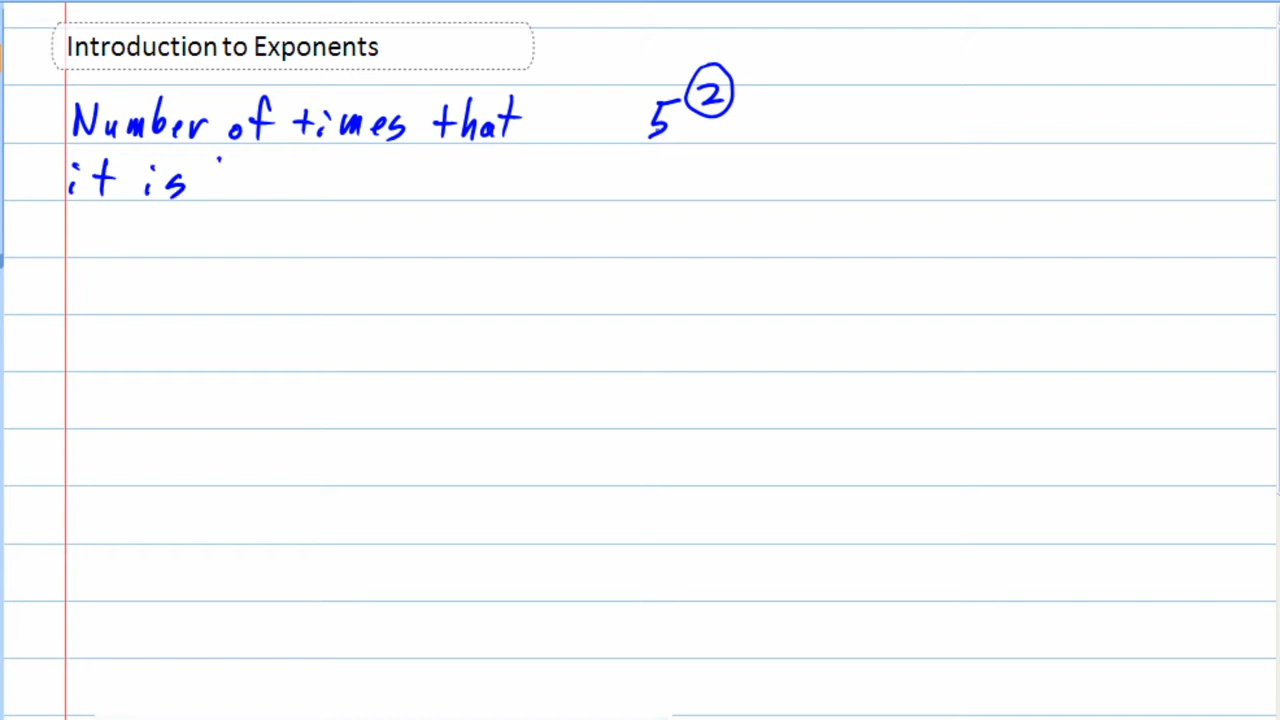 Introduction to Exponents
Number of times that 5²
it is